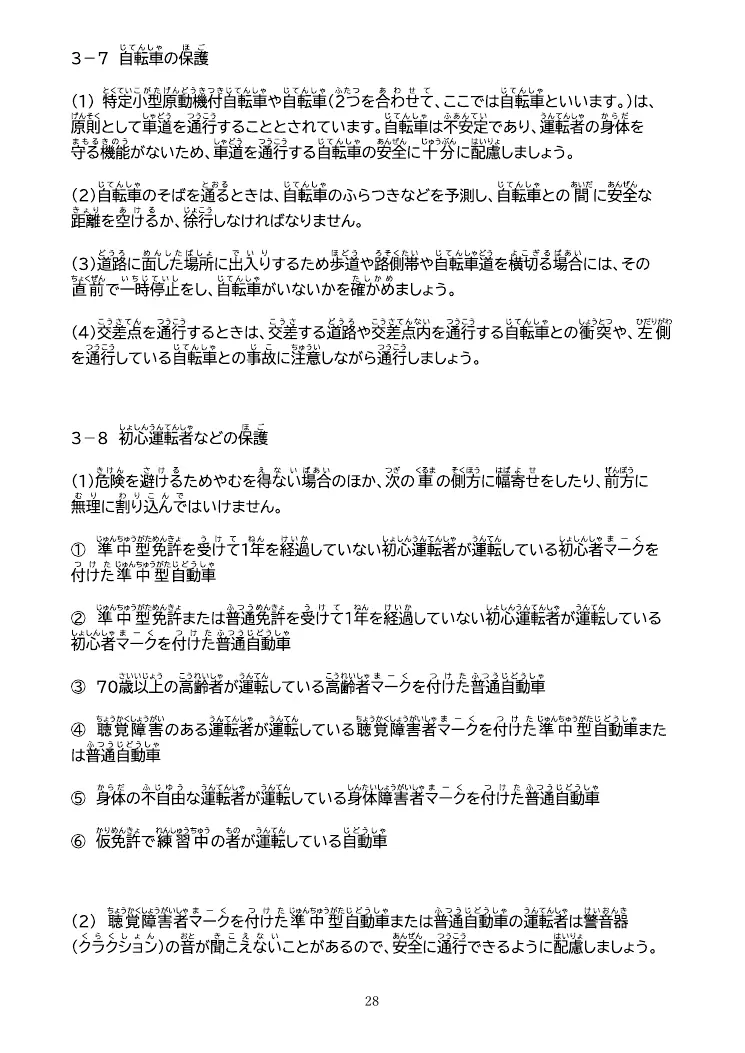 3－7 自転車の保護
（1） 特定小型原動機付自転車や自転車（2つを合わせて、ここでは自転車といいます。）は、
原則として車道を通行することとされています。自転車は不安定であり、運転者の身体を
守る機能がないため、車道を通行する自転車の安全に十分に配慮しましょう。
（2）自転車のそばを通るときは、自転車のふらつきなどを予測し、自転車との間に安全な
距離を空けるか、徐行しなければなりません。
（3）道路に面した場所に出入りするため歩道や路側帯や自転車道を横切る場合には、その
直前で一時停止をし、自転車がいないかを確かめましょう。
（4）交差点を通行するときは、交差する道路や交差点内を通行する自転車との衝突や、左側
を通行している自転車との事故に注意しながら通行しましょう。
3－8 初心運転者などの保護
（1）危険を避けるためやむを得ない場合のほか、次の車の側方に幅寄せをしたり、前方に
無理に割り込んではいけません。
① 準中型免許を受けて1年を経過していない初心運転者が運転している初心者マークを
付けた準中型自動車
② 準中型免許または普通免許を受けて1年を経過していない初心運転者が運転している
初心者マークを付けた普通自動車
③ 70歳以上の高齢者が運転している高齢者マークを付けた普通自動車
④ 聴覚障害のある運転者が運転している聴覚障害者マークを付けた準中型自動車また
は普通自動車
⑤ 身体の不自由な運転者が運転している身体障害者マークを付けた普通自動車
⑥ 仮免許で練習中の者が運転している自動車
（2） 聴覚障害者マークを付けた準中型自動車または普通自動車の運転者は警音器
（クラクション）の音が聞こえないことがあるので、安全に通行できるように配慮しましょう。
28